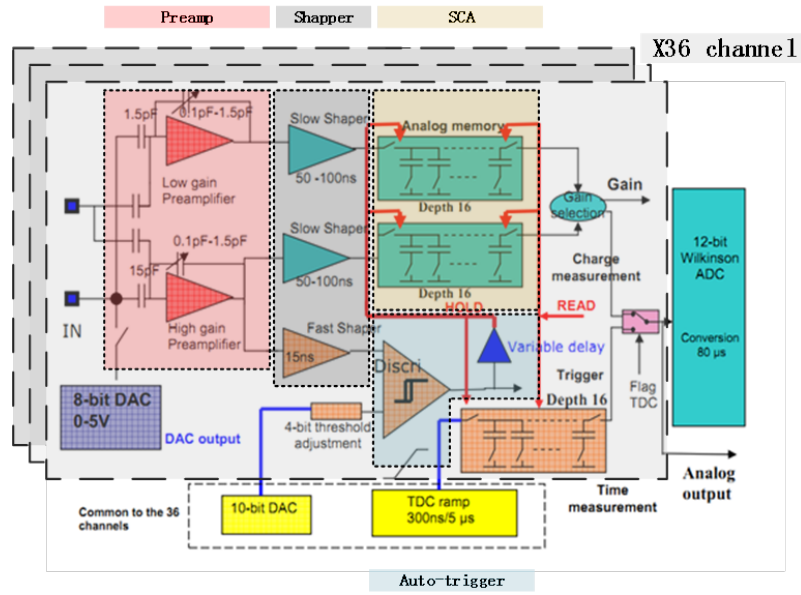 Preamp
Shapper
SCA
X36 channel
1.5pF
0.1pF-1.5pF
Low gain
Preamplifier
Slow Shaper
50 -100ns
Analog memory
Depth 16
Gain
selection
Gain
0.1pF-1.5pF
15pF
High gain
Preamplifier
Slow Shaper
50-100ns
Depth 16
Charge
measurement
12-bit
Wilkinson
ADC
Conversion
80 µs
IN
HOLD
READ
Fast Shaper
15ns
Discri
Variable delay
Trigger
Depth 16
Flag
TDC
8-bit DAC
0-5V
DAC output
4-bit threshold
adjustment
Analog
output
Time
measurement
Common to the 36
channels
10-bit DAC
TDC ramp
300ns/5 µs
Auto-trigger